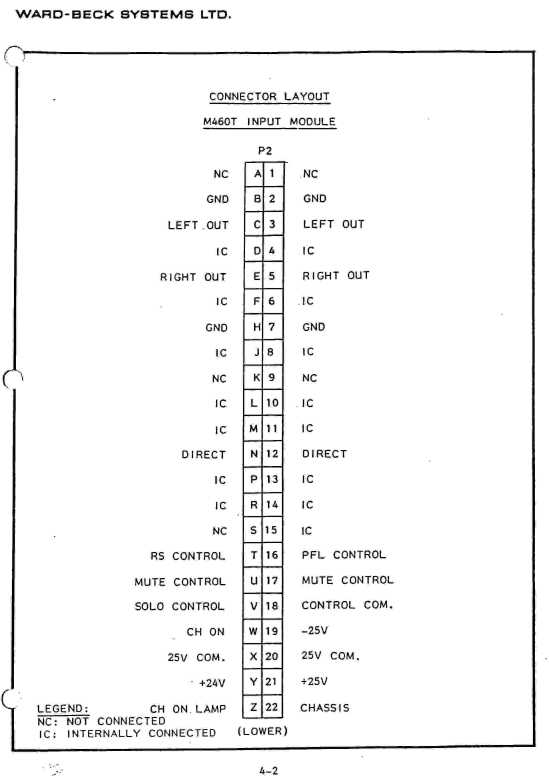 WARD-BECK SYSTEMS LTD.
CONNECTOR LAYOUT
M460T INPUT MODULE
P2
NC A 1 NC
GND B 2 GND
LEFT OUT C 3 LEFT OUT
IC D 4 IC
RIGHT OUT E 5 RIGHT OUT
IC F 6 IC
GND H 7 GND
IC J 8 IC
NC K 9 NC
IC L 10 IC
IC M 11 IC
DIRECT N 12 DIRECT
IC P 13 IC
IC R 14 IC
NC S 15 IC
RS CONTROL T 16 PFL CONTROL
MUTE CONTROL U 17 MUTE CONTROL
SOLO CONTROL V 18 CONTROL COM.
CH ON W 19 -25V
25V COM. X 20 25V COM.
+24V Y 21 +25V
LEGEND: CH ON LAMP Z 22 CHASSIS
NC: NOT CONNECTED
IC: INTERNALLY CONNECTED (LOWER)
4-2